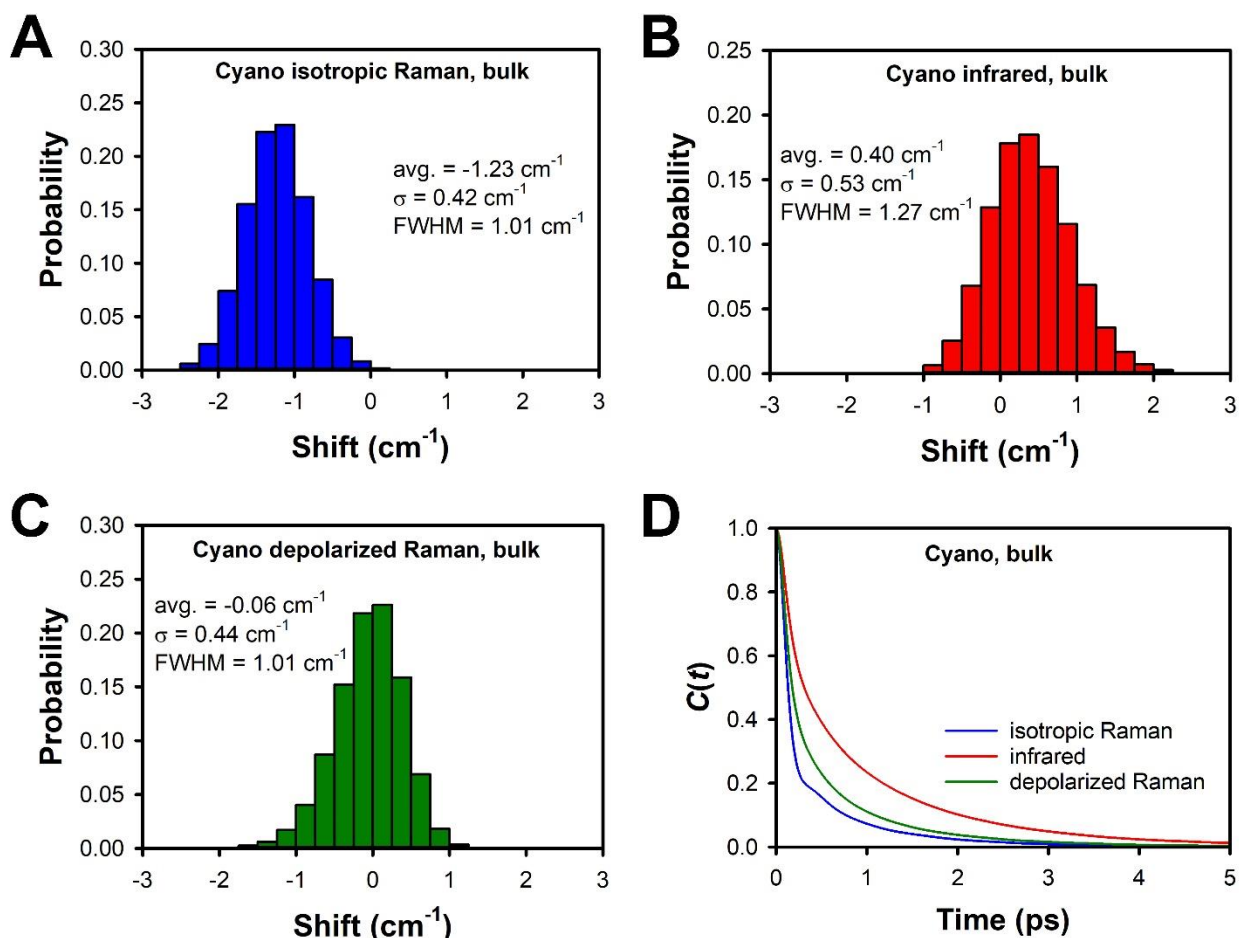 A
Cyano isotropic Raman, bulk
avg. = -1.23 cm⁻¹
σ = 0.42 cm⁻¹
FWHM = 1.01 cm⁻¹
Probability
0.30
0.25
0.20
0.15
0.10
0.05
0.00
-3 -2 -1 0 1 2 3
Shift (cm⁻¹)
B
Cyano infrared, bulk
avg. = 0.40 cm⁻¹
σ = 0.53 cm⁻¹
FWHM = 1.27 cm⁻¹
Probability
0.25
0.20
0.15
0.10
0.05
0.00
-3 -2 -1 0 1 2 3
Shift (cm⁻¹)
C
Cyano depolarized Raman, bulk
avg. = -0.06 cm⁻¹
σ = 0.44 cm⁻¹
FWHM = 1.01 cm⁻¹
Probability
0.30
0.25
0.20
0.15
0.10
0.05
0.00
-3 -2 -1 0 1 2 3
Shift (cm⁻¹)
D
Cyano, bulk
C(t)
1.0
0.8
0.6
0.4
0.2
0.0
isotropic Raman
infrared
depolarized Raman
0 1 2 3 4 5
Time (ps)